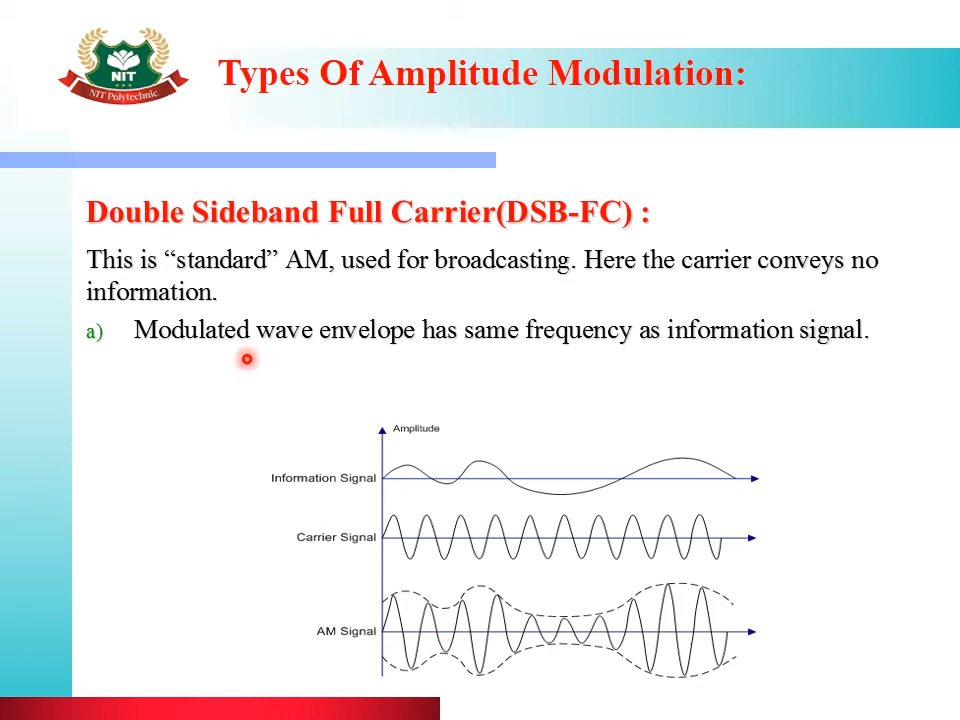 NIT
NIT Polytechnic
Types Of Amplitude Modulation:
Double Sideband Full Carrier(DSB-FC) :
This is “standard” AM, used for broadcasting. Here the carrier conveys no
information.
a) Modulated wave envelope has same frequency as information signal.
Amplitude
Information Signal
Carrier Signal
AM Signal